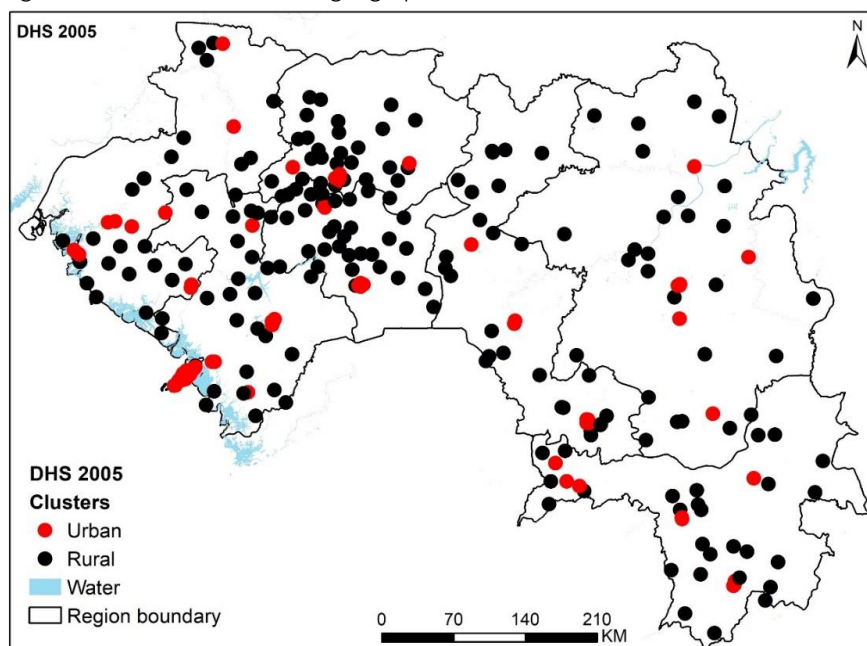 DHS 2005
N
DHS 2005
Clusters
Urban
Rural
Water
Region boundary
0 70 140 210
KM